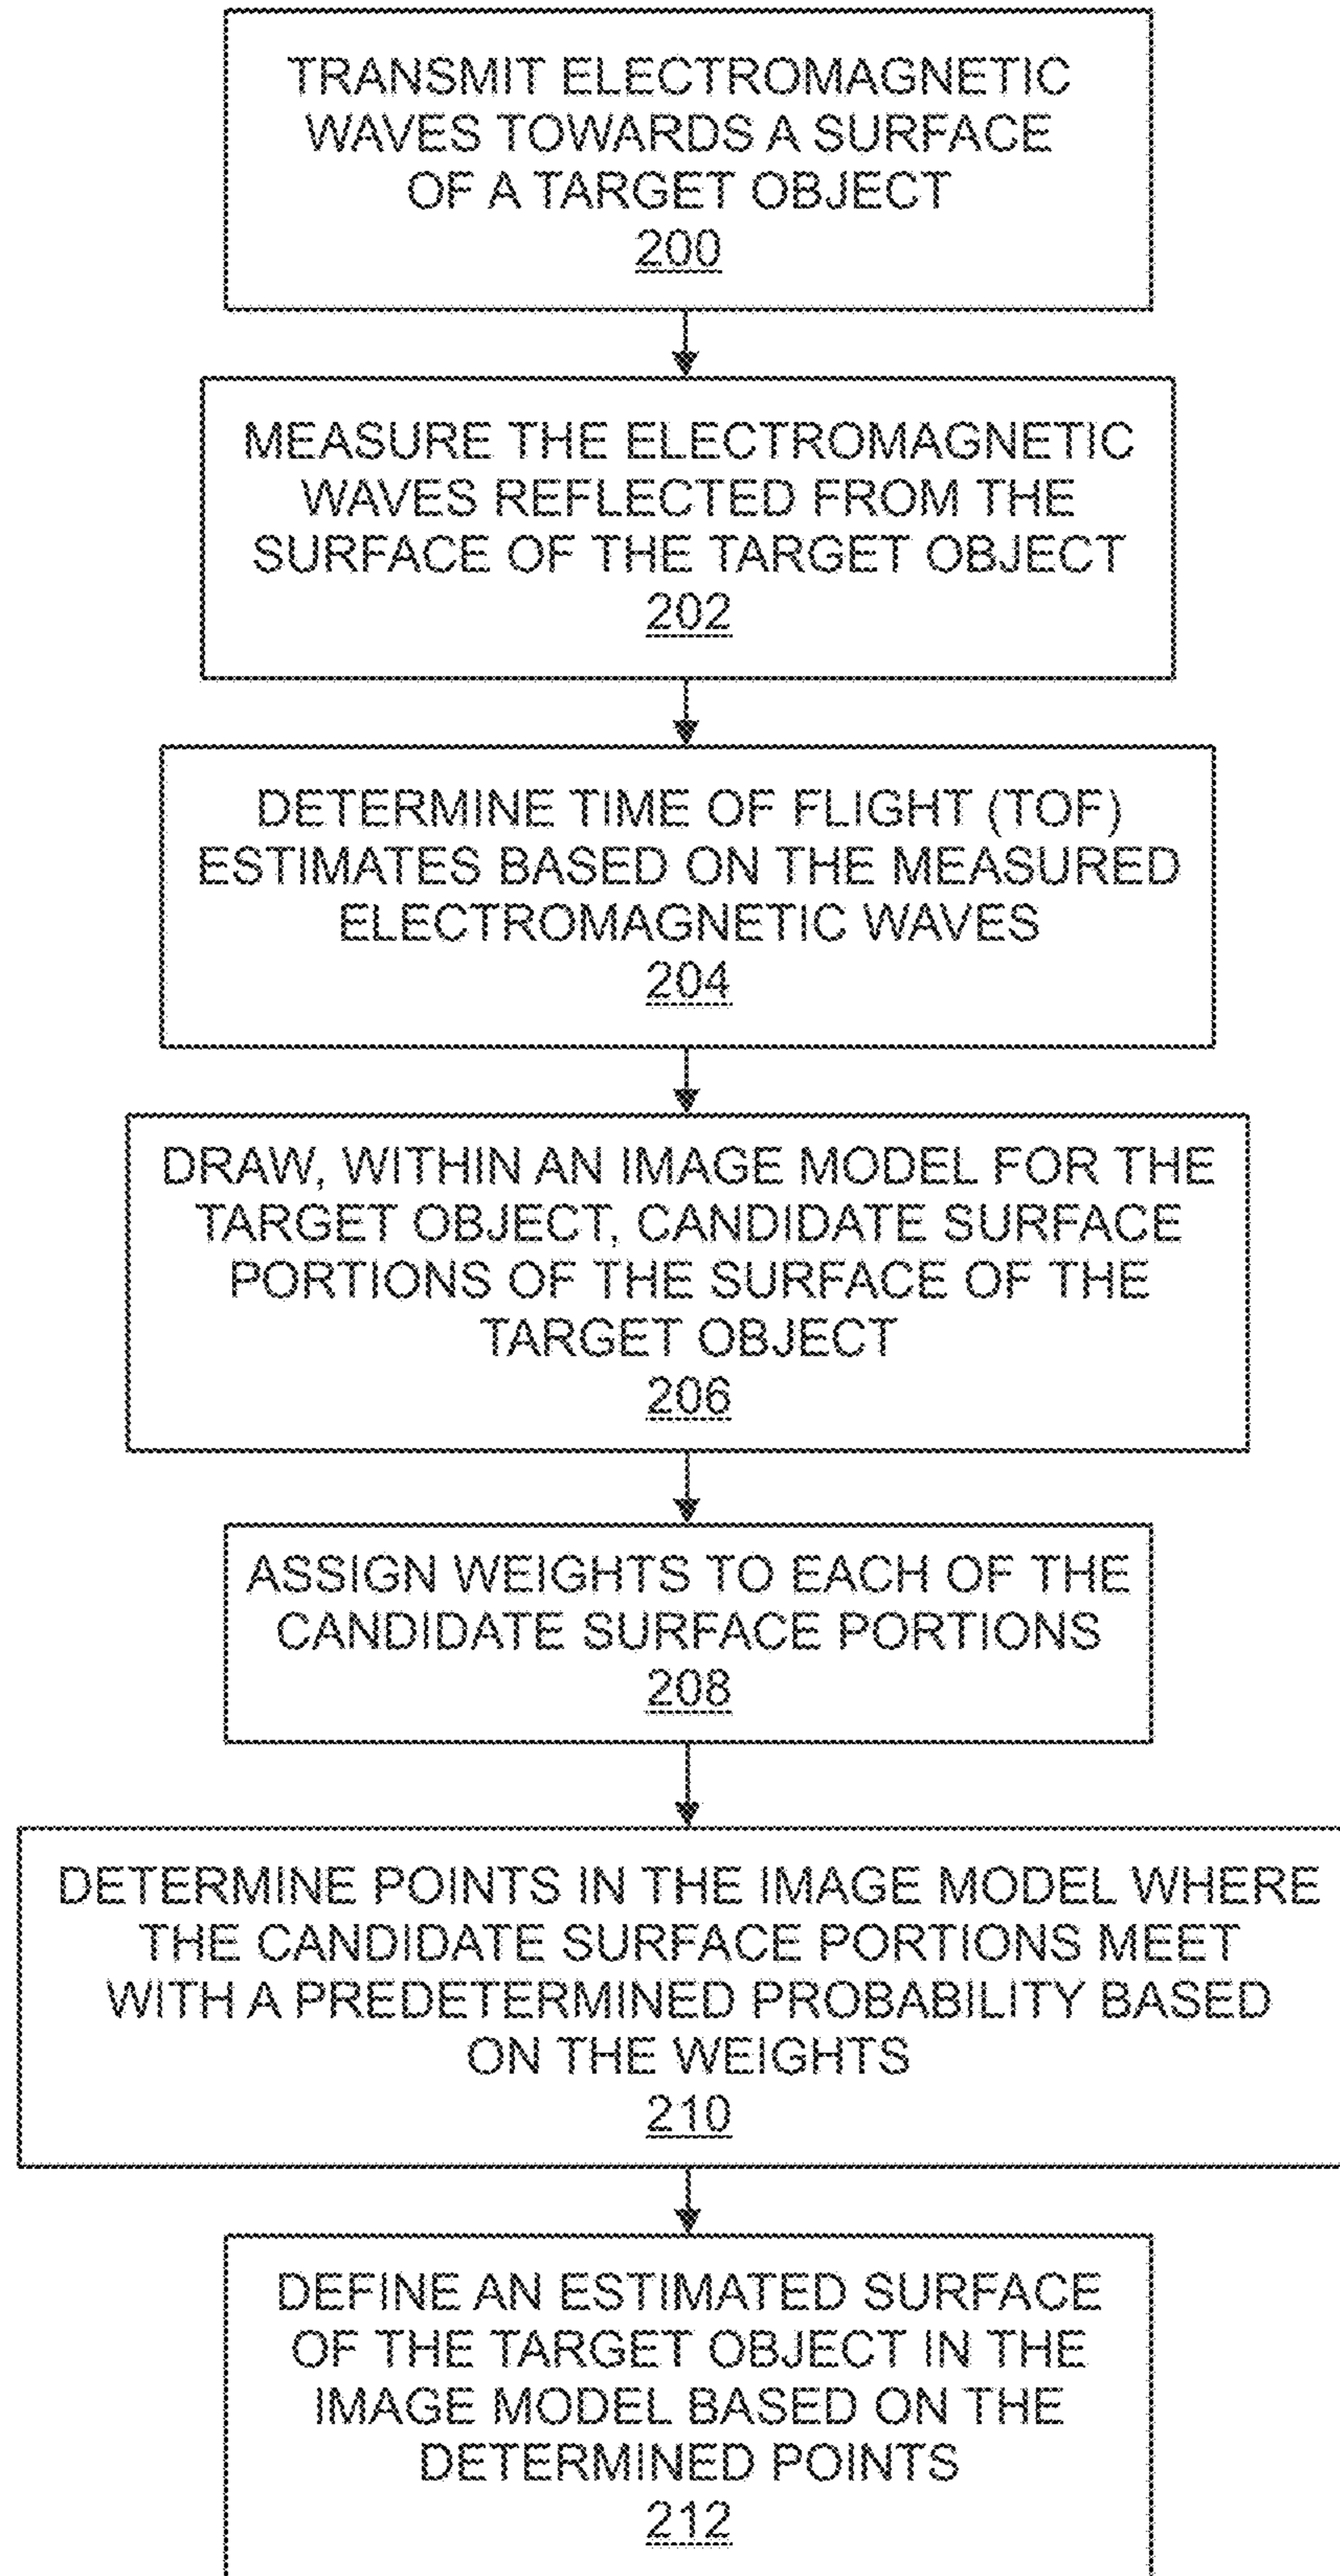 TRANSMIT ELECTROMAGNETIC
WAVES TOWARDS A SURFACE
OF A TARGET OBJECT
200
MEASURE THE ELECTROMAGNETIC
WAVES REFLECTED FROM THE
SURFACE OF THE TARGET OBJECT
202
DETERMINE TIME OF FLIGHT (TOF)
ESTIMATES BASED ON THE MEASURED
ELECTROMAGNETIC WAVES
204
DRAW, WITHIN AN IMAGE MODEL FOR THE
TARGET OBJECT, CANDIDATE SURFACE
PORTIONS OF THE SURFACE OF THE
TARGET OBJECT
206
ASSIGN WEIGHTS TO EACH OF THE
CANDIDATE SURFACE PORTIONS
208
DETERMINE POINTS IN THE IMAGE MODEL WHERE
THE CANDIDATE SURFACE PORTIONS MEET
WITH A PREDETERMINED PROBABILITY BASED
ON THE WEIGHTS
210
DEFINE AN ESTIMATED SURFACE
OF THE TARGET OBJECT IN THE
IMAGE MODEL BASED ON THE
DETERMINED POINTS
212